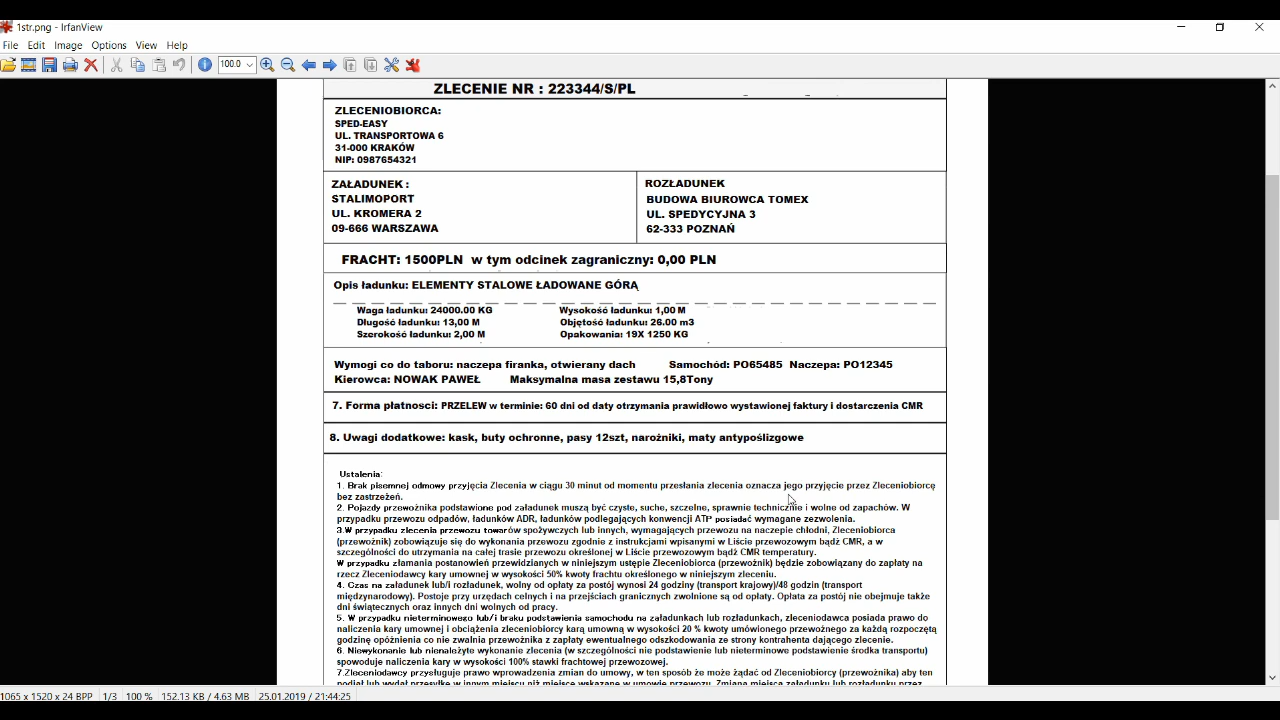 1str.png - IrfanView
File Edit Image Options View Help
100.0
ZLECENIE NR : 223344/S/PL
ZLECENIOBIORCA:
SPED-EASY
UL. TRANSPORTOWA 6
31-000 KRAKÓW
NIP: 0987654321
ZAŁADUNEK :
STALIMOPORT
UL. KROMERA 2
09-666 WARSZAWA
ROZŁADUNEK
BUDOWA BIUROWCA TOMEX
UL. SPEDYCYJNA 3
62-333 POZNAŃ
FRACHT: 1500PLN w tym odcinek zagraniczny: 0,00 PLN
Opis ładunku: ELEMENTY STALOWE ŁADOWANE GÓRĄ
Waga ładunku: 24000.00 KG Wysokość ładunku: 1,00 M
Długość ładunku: 13,00 M Objętość ładunku: 26.00 m3
Szerokość ładunku: 2,00 M Opakowania: 19X 1250 KG
Wymogi co do taboru: naczepa firanka, otwierany dach Samochód: PO65485 Naczepa: PO12345
Kierowca: NOWAK PAWEŁ Maksymalna masa zestawu 15,8Tony
7. Forma płatnosci: PRZELEW w terminie: 60 dni od daty otrzymania prawidłowo wystawionej faktury i dostarczenia CMR
8. Uwagi dodatkowe: kask, buty ochronne, pasy 12szt, narożniki, maty antypoślizgowe
Ustalenia:
1. Brak pisemnej odmowy przyjęcia Zlecenia w ciągu 30 minut od momentu przesłania zlecenia oznacza jego przyjęcie przez Zleceniobiorcę
bez zastrzeżeń.
2. Pojazdy przewoźnika podstawione pod załadunek muszą być czyste, suche, szczelne, sprawnie technicznie i wolne od zapachów. W
przypadku przewozu odpadów, ładunków ADR, ładunków podlegających konwencji ATP posiadać wymagane zezwolenia.
3.W przypadku zlecenia przewozu towarów spożywczych lub innych, wymagających przewozu na naczepie chłodni, Zleceniobiorca
(przewoźnik) zobowiązuje się do wykonania przewozu zgodnie z instrukcjami wpisanymi w Liście przewozowym bądź CMR, a w
szczególności do utrzymania na całej trasie przewozu określonej w Liście przewozowym bądź CMR temperatury.
W przypadku złamania postanowień przewidzianych w niniejszym ustępie Zleceniobiorca (przewoźnik) będzie zobowiązany do zapłaty na
rzecz Zleceniodawcy kary umownej w wysokości 50% kwoty frachtu określonego w niniejszym zleceniu.
4. Czas na załadunek lub/i rozładunek, wolny od opłaty za postój wynosi 24 godziny (transport krajowy)/48 godzin (transport
międzynarodowy). Postoje przy urzędach celnych i na przejściach granicznych zwolnione są od opłaty. Opłata za postój nie obejmuje także
dni świątecznych oraz innych dni wolnych od pracy.
5. W przypadku nieterminowego lub/i braku podstawienia samochodu na załadunkach lub rozładunkach, zleceniodawca posiada prawo do
naliczenia kary umownej i obciążenia zleceniobiorcy karą umowną w wysokości 20 % kwoty umówionego przewoźnego za każdą rozpoczętą
godzinę opóźnienia co nie zwalnia przewoźnika z zapłaty ewentualnego odszkodowania ze strony kontrahenta dającego zlecenie.
6. Niewykonanie lub nienależyte wykonanie zlecenia (w szczególności nie podstawienie lub nieterminowe podstawienie środka transportu)
spowoduje naliczenia kary w wysokości 100% stawki frachtowej przewozowej.
7.Zleceniodawcy przysługuje prawo wprowadzenia zmian do umowy, w ten sposób że może żądać od Zleceniobiorcy (przewoźnika) aby ten
podjął lub wydał przesyłkę w innym miejscu niż miejsce wskazane w umowie przewozu. Zmiana miejsca załadunku lub rozładunku przez
1065 x 1520 x 24 BPP 1/3 100 % 152.13 KB / 4.63 MB 25.01.2019 / 21:44:25